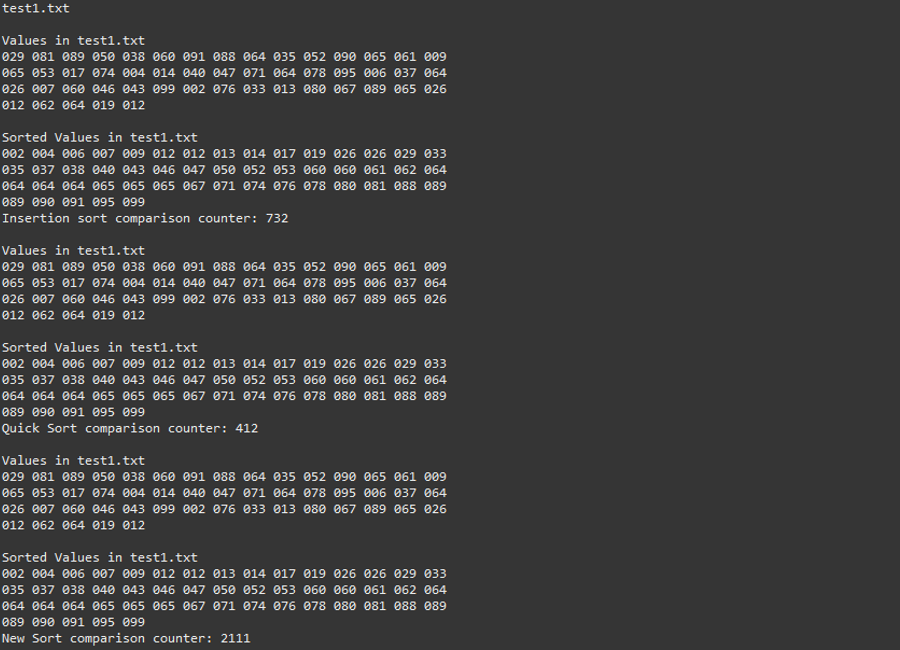 test1.txt
Values in test1.txt
029 081 089 050 038 060 091 088 064 035 052 090 065 061 009
065 053 017 074 004 014 040 047 071 064 078 095 006 037 064
026 007 060 046 043 099 002 076 033 013 080 067 089 065 026
012 062 064 019 012
Sorted Values in test1.txt
002 004 006 007 009 012 012 013 014 017 019 026 026 029 033
035 037 038 040 043 046 047 050 052 053 060 060 061 062 064
064 064 064 065 065 065 067 071 074 076 078 080 081 088 089
089 090 091 095 099
Insertion sort comparison counter: 732
Values in test1.txt
029 081 089 050 038 060 091 088 064 035 052 090 065 061 009
065 053 017 074 004 014 040 047 071 064 078 095 006 037 064
026 007 060 046 043 099 002 076 033 013 080 067 089 065 026
012 062 064 019 012
Sorted Values in test1.txt
002 004 006 007 009 012 012 013 014 017 019 026 026 029 033
035 037 038 040 043 046 047 050 052 053 060 060 061 062 064
064 064 064 065 065 065 067 071 074 076 078 080 081 088 089
089 090 091 095 099
Quick Sort comparison counter: 412
Values in test1.txt
029 081 089 050 038 060 091 088 064 035 052 090 065 061 009
065 053 017 074 004 014 040 047 071 064 078 095 006 037 064
026 007 060 046 043 099 002 076 033 013 080 067 089 065 026
012 062 064 019 012
Sorted Values in test1.txt
002 004 006 007 009 012 012 013 014 017 019 026 026 029 033
035 037 038 040 043 046 047 050 052 053 060 060 061 062 064
064 064 064 065 065 065 067 071 074 076 078 080 081 088 089
089 090 091 095 099
New Sort comparison counter: 2111